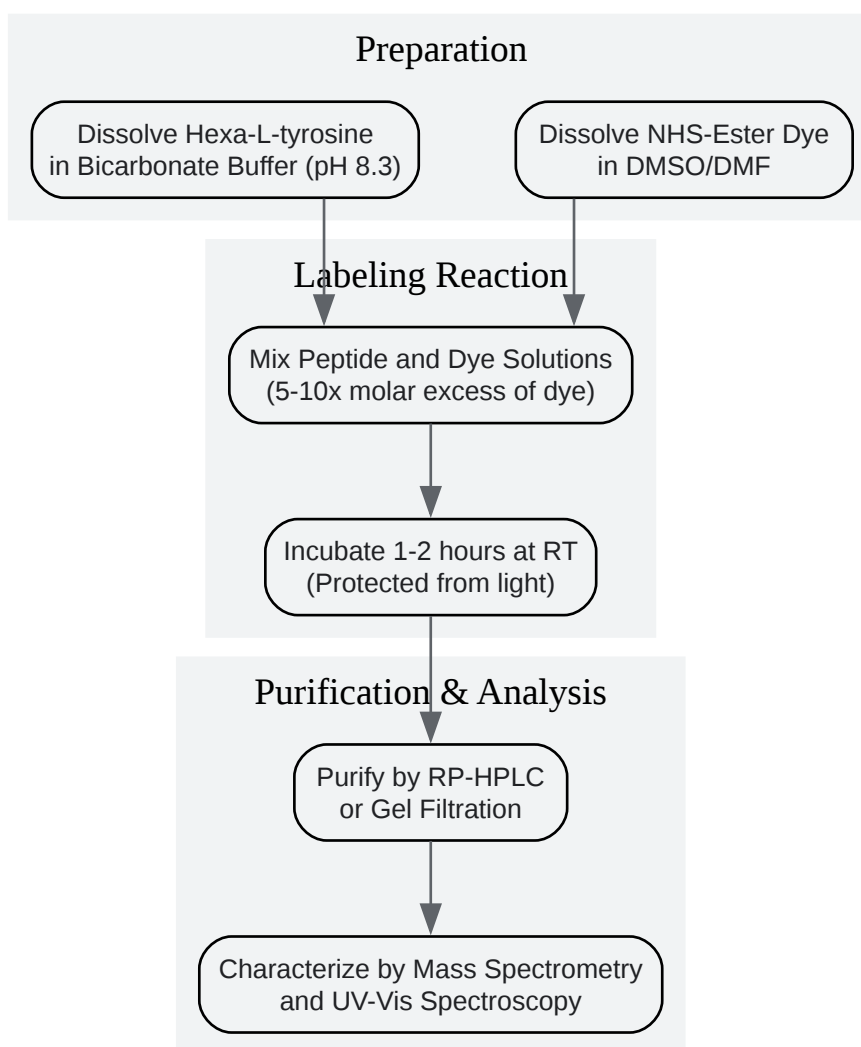 Preparation
Dissolve Hexa-L-tyrosine
in Bicarbonate Buffer (pH 8.3)
Dissolve NHS-Ester Dye
in DMSO/DMF
Labeling Reaction
Mix Peptide and Dye Solutions
(5-10x molar excess of dye)
Incubate 1-2 hours at RT
(Protected from light)
Purification & Analysis
Purify by RP-HPLC
or Gel Filtration
Characterize by Mass Spectrometry
and UV-Vis Spectroscopy